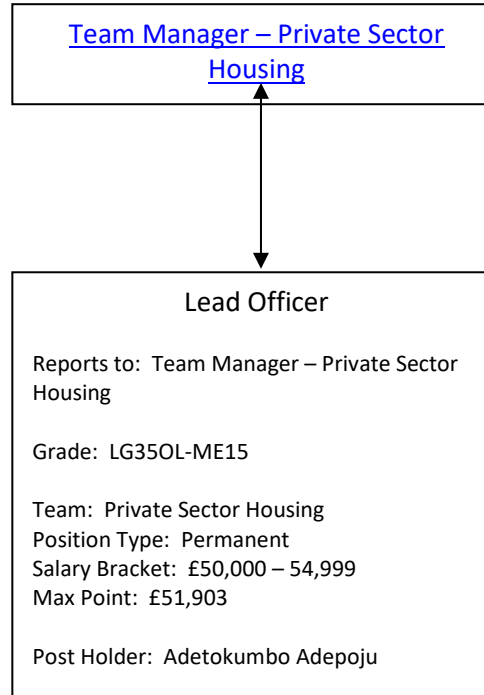 Team Manager – Private Sector
Housing
Lead Officer
Reports to: Team Manager – Private Sector
Housing
Grade: LG35OL-ME15
Team: Private Sector Housing
Position Type: Permanent
Salary Bracket: £50,000 – 54,999
Max Point: £51,903
Post Holder: Adetokumbo Adepoju